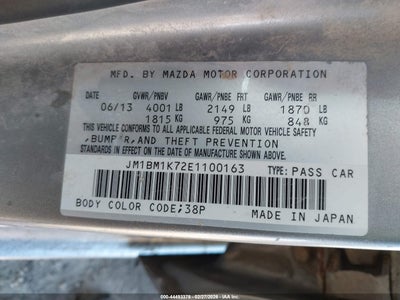 MFD. BY MAZDA MOTOR CORPORATION
DATE GVWR/PNBV GAWR/PNBE FRT GAWR/PNBE RR
06/13 4001 LB 2149 LB 1870 LB
1815 KG 975 KG 848 KG
THIS VEHICLE CONFORMS TO ALL
APPLICABLE FEDERAL MOTOR VEHICLE SAFETY
,BUMPER,AND THEFT PREVENTION
STANDARDS IN EFFECT ON THE
DATE OF MANUFACTURE SHOWN ABOVE.
JM1BM1K72E1100163 TYPE: PASS CAR
BODY COLOR CODE;38P
MADE IN JAPAN